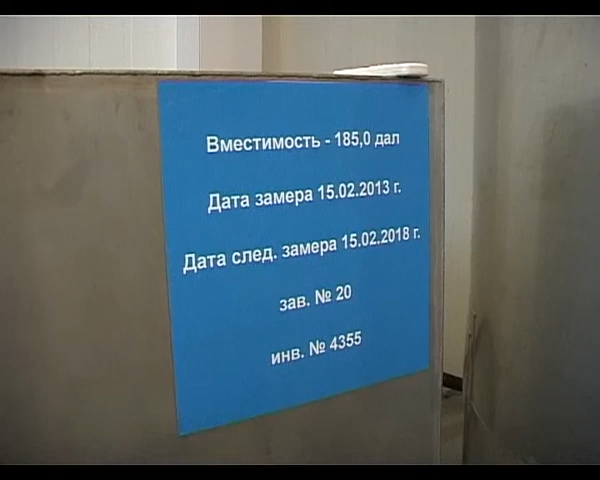 Вместимость - 185,0 дал
Дата замера 15.02.2013 г.
Дата след. замера 15.02.2018 г.
зав. № 20
инв. № 4355